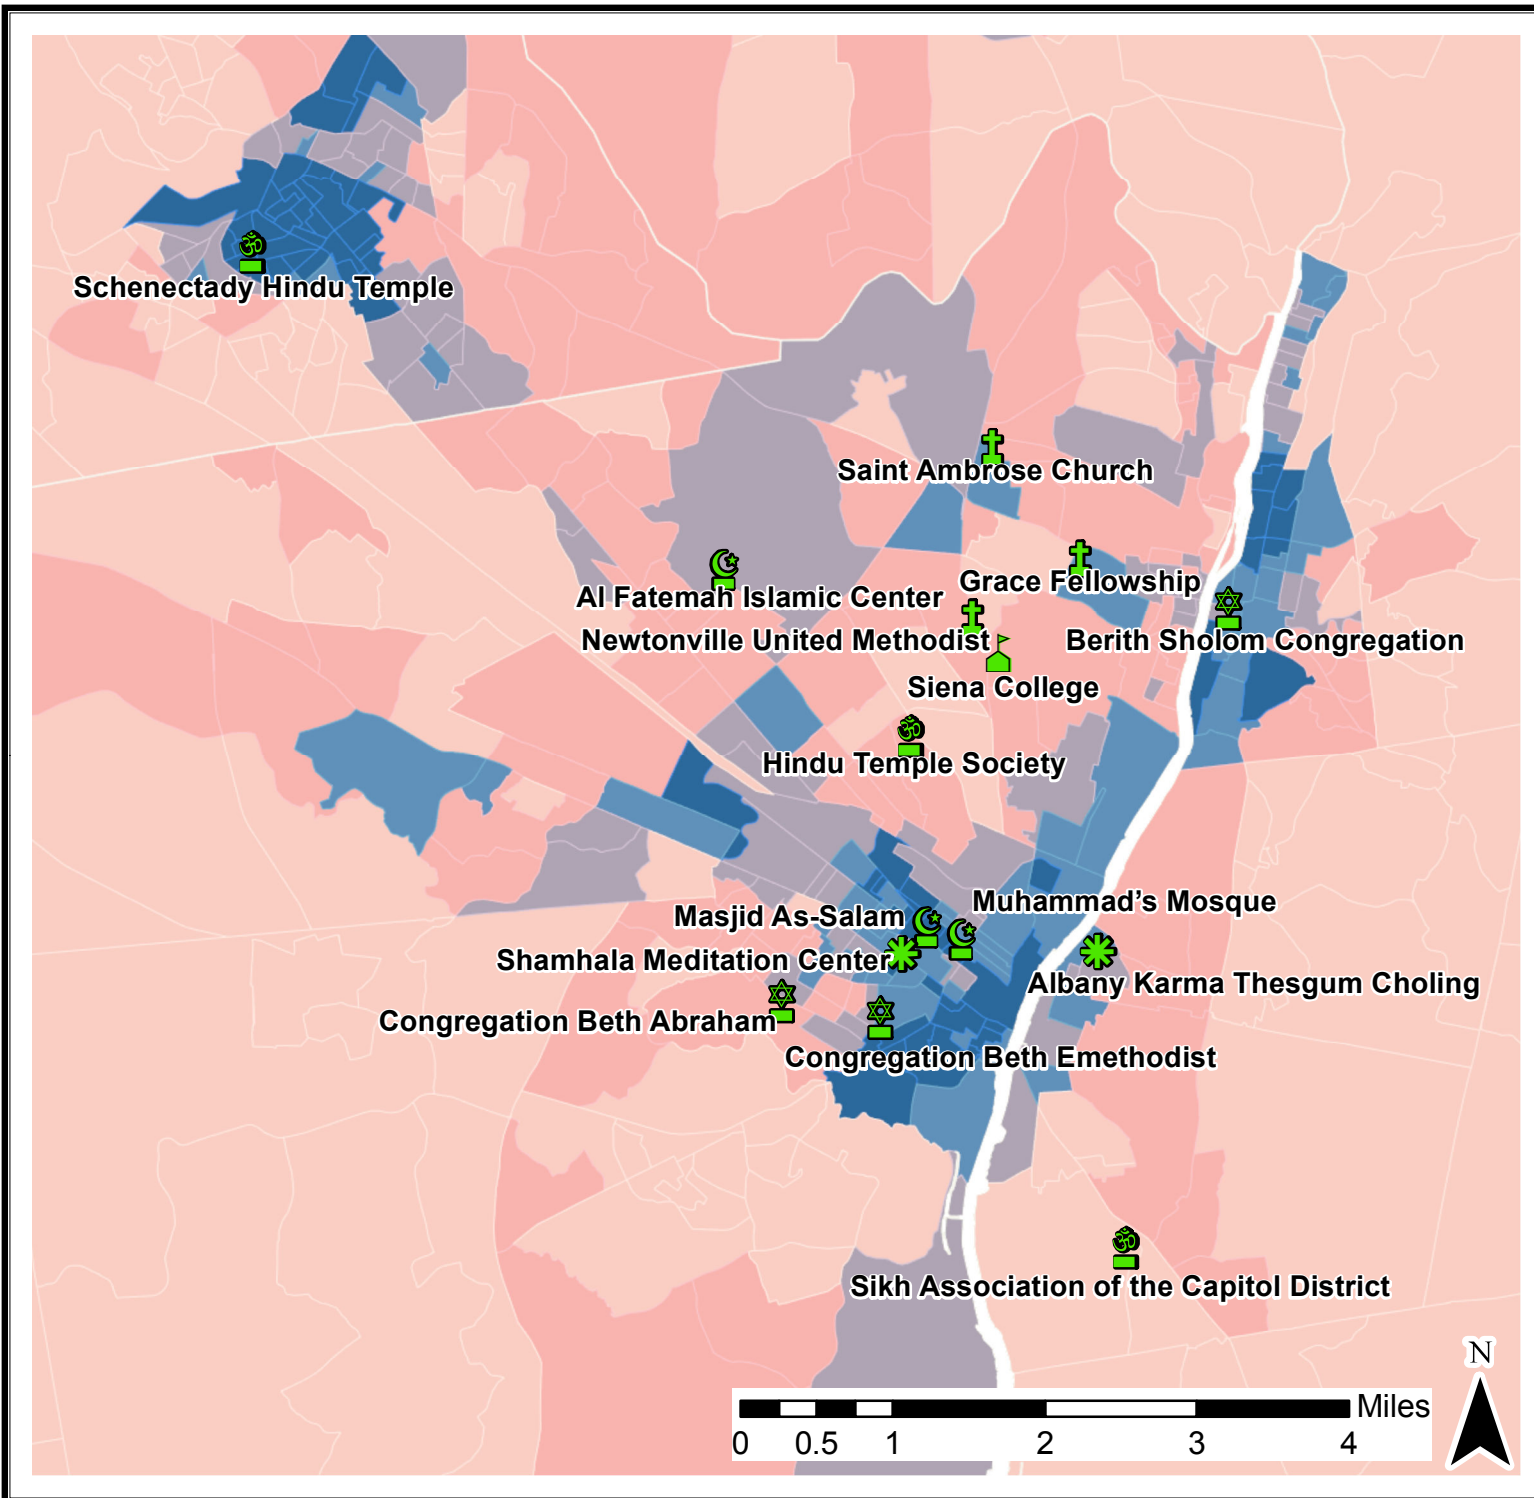 Schenectady Hindu Temple
Saint Ambrose Church
Grace Fellowship
Al Fatemah Islamic Center
Newtonville United Methodist
Berith Sholom Congregation
Siena College
Hindu Temple Society
Muhammad's Mosque
Masjid As-Salam
Shamhala Meditation Center
Albany Karma Thesgum Choling
Congregation Beth Abraham
Congregation Beth Emethodist
Sikh Association of the Capitol District
N
Miles
0 0.5 1 2 3 4